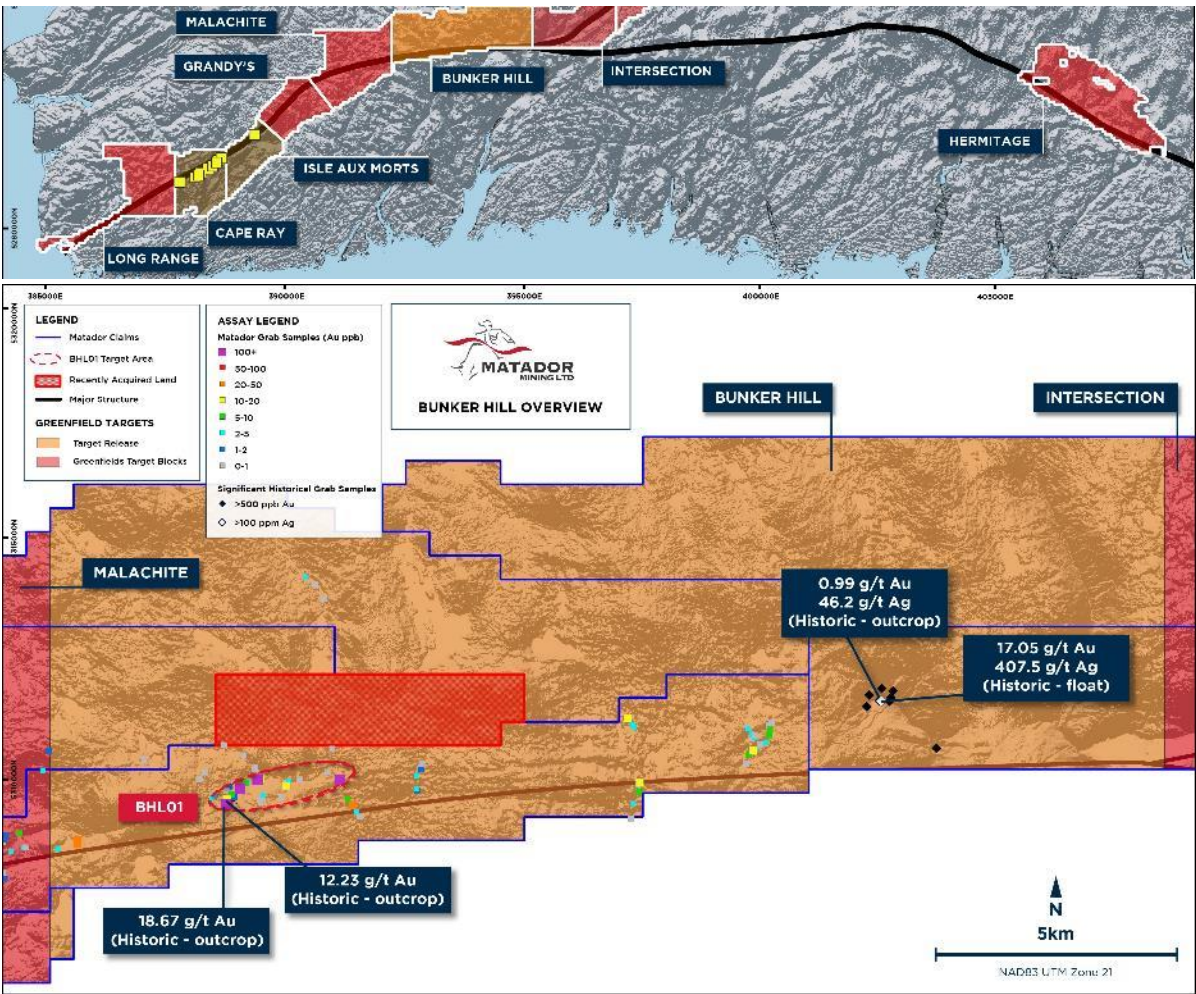 MALACHITE
GRANDY'S
BUNKER HILL
INTERSECTION
HERMITAGE
ISLE AUX MORTS
CAPE RAY
LONG RANGE
5280000N
385000E
390000E
395000E
400000E
405000E
5320000N
LEGEND
Matador Claims
BHL01 Target Area
Recently Acquired Land
Major Structure
GREENFIELD TARGETS
Target Release
Greenfields Target Blocks
ASSAY LEGEND
Matador Grab Samples (Au ppb)
100+
50-100
20-50
10-20
5-10
2-5
1-2
0-1
Significant Historical Grab Samples
>500 ppb Au
>100 ppm Ag
MATADOR
MINING LTD
BUNKER HILL OVERVIEW
BUNKER HILL
INTERSECTION
5315000N
MALACHITE
0.99 g/t Au
46.2 g/t Ag
(Historic - outcrop)
17.05 g/t Au
407.5 g/t Ag
(Historic - float)
5310000N
BHL01
12.23 g/t Au
(Historic - outcrop)
18.67 g/t Au
(Historic - outcrop)
N
5km
NAD83 UTM Zone 21